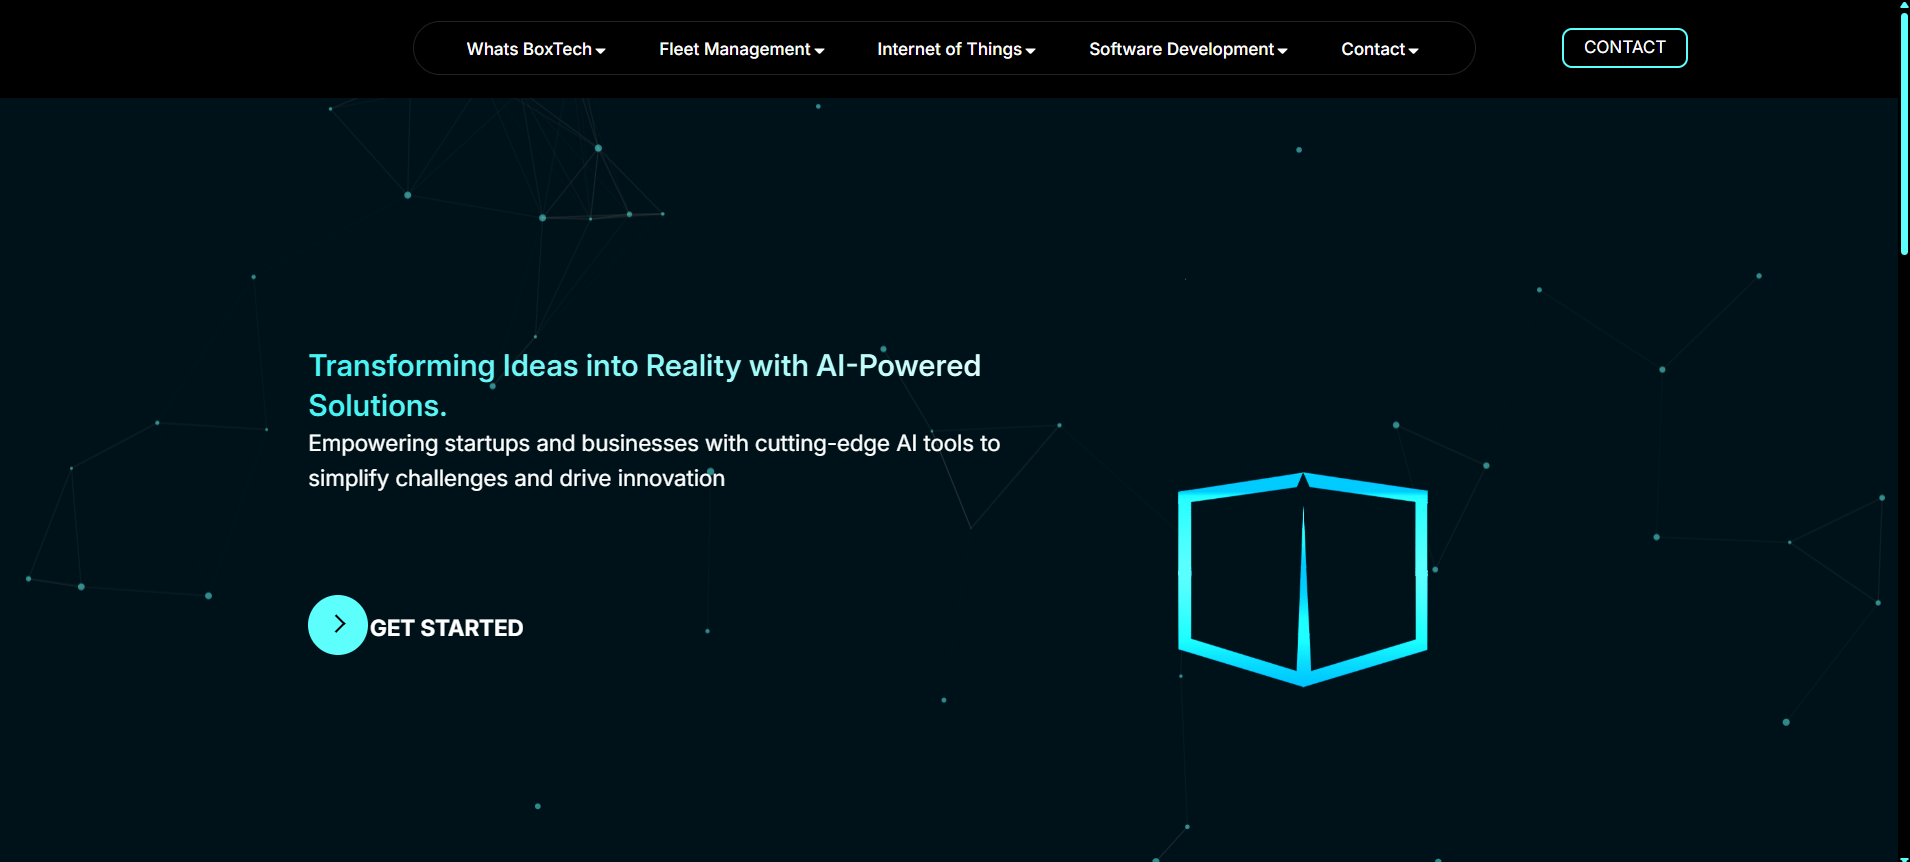 Whats BoxTech Fleet Management Internet of Things Software Development Contact CONTACT
Transforming Ideas into Reality with AI-Powered
Solutions.
Empowering startups and businesses with cutting-edge AI tools to
simplify challenges and drive innovation
GET STARTED